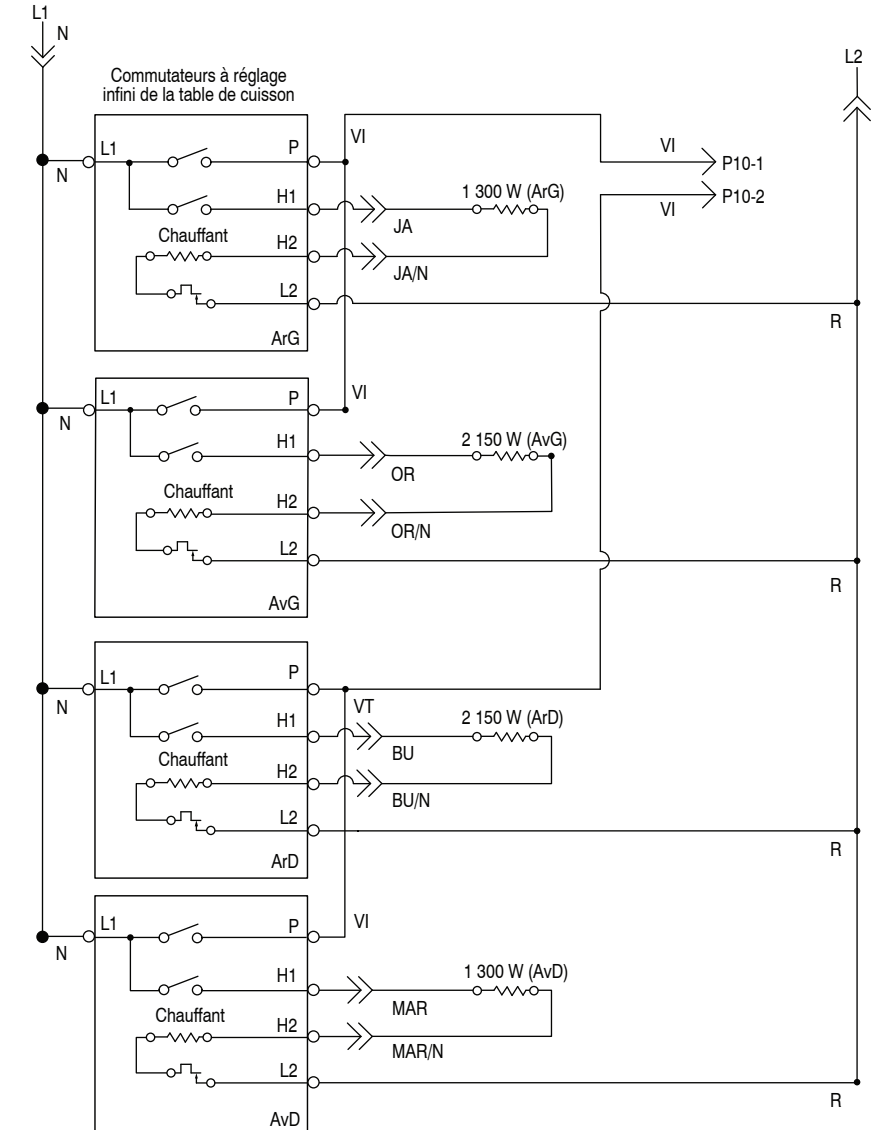 L1
N
L2
Commutateurs à réglage
infini de la table de cuisson
L1
P
VI
VI
P10-1
N
H1
1 300 W (ArG)
VI
P10-2
JA
Chauffant
H2
JA/N
L2
R
ArG
L1
P
VI
N
H1
2 150 W (AvG)
OR
Chauffant
H2
OR/N
L2
R
AvG
L1
P
N
VT
H1
2 150 W (ArD)
BU
Chauffant
H2
BU/N
L2
R
ArD
L1
P
VI
N
H1
1 300 W (AvD)
MAR
Chauffant
H2
MAR/N
L2
R
AvD